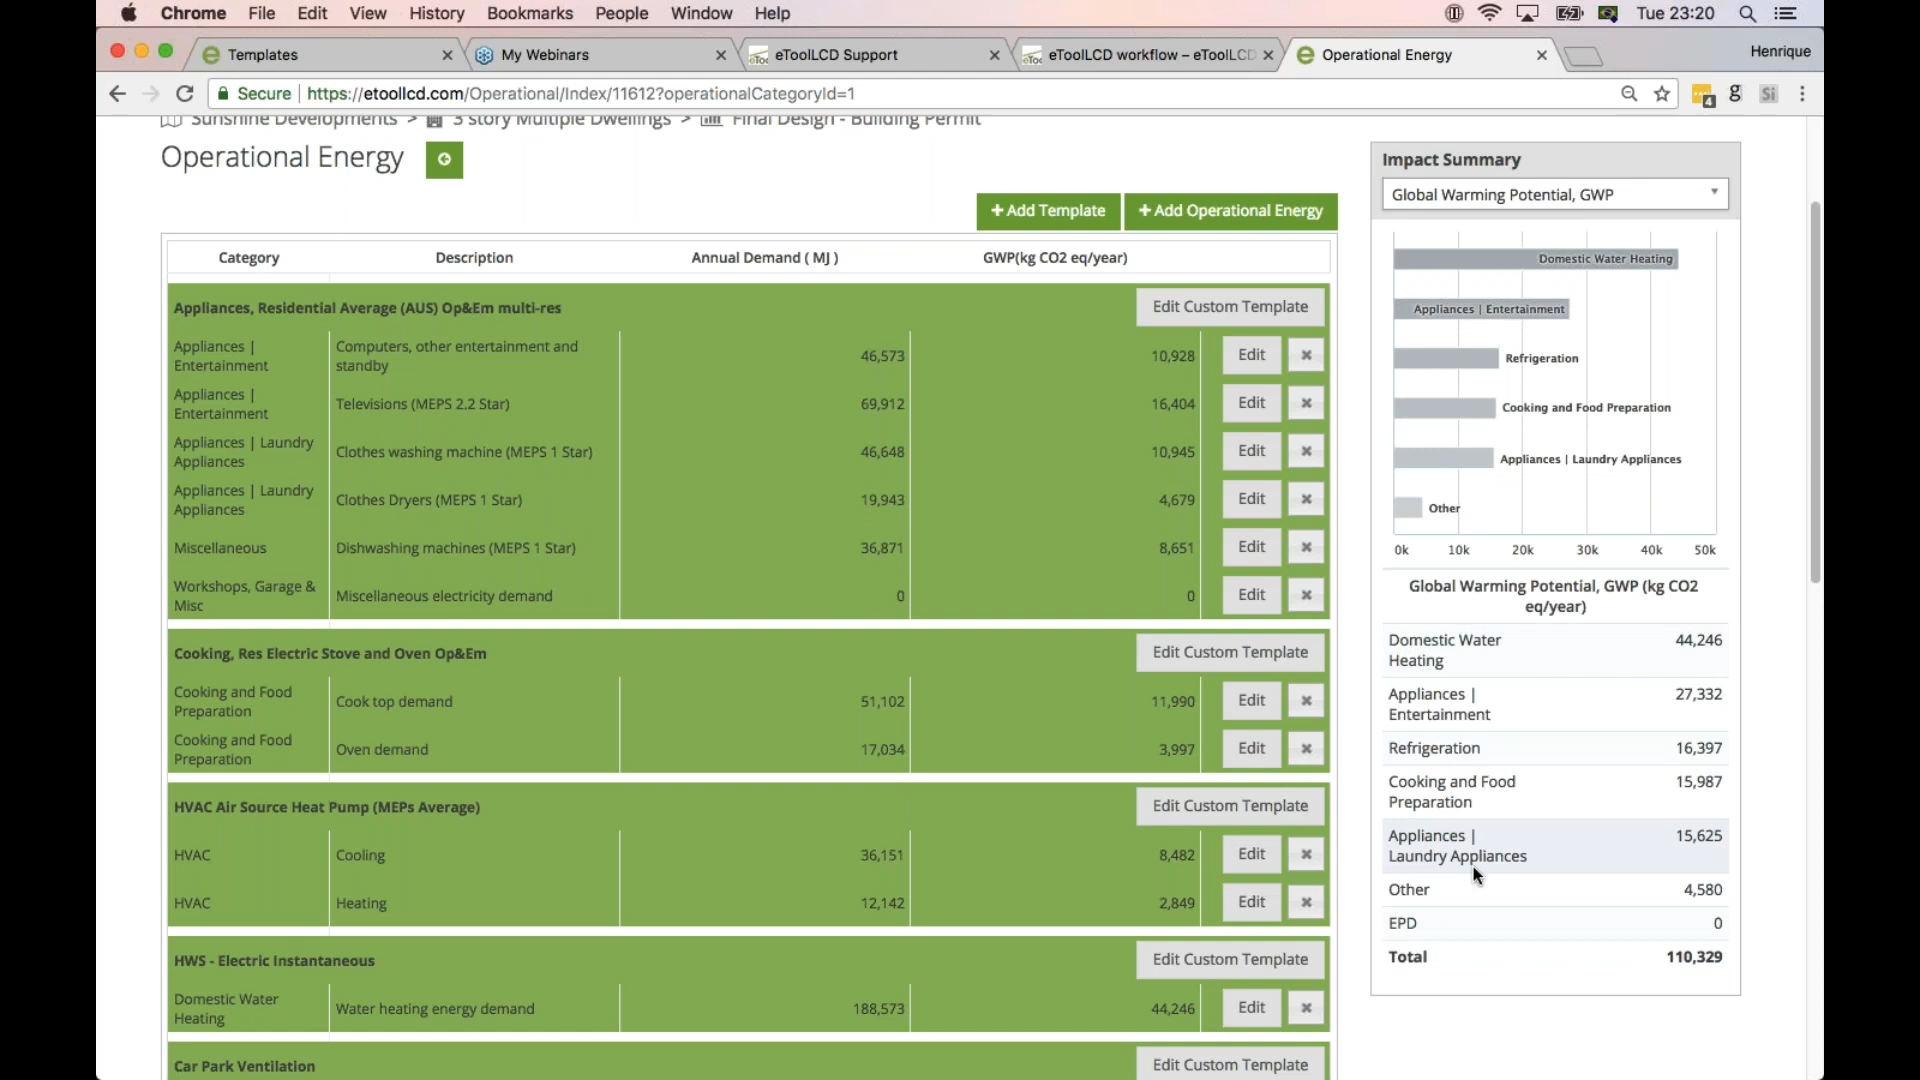 Chrome File Edit View History Bookmarks People Window Help Tue 23:20
Templates My Webinars eToolLCD Support eToolLCD workflow – eToolLCD Operational Energy Henrique
Secure https://etoollcd.com/Operational/Index/11612?operationalCategoryId=1
Sunshine Developments > 3 story Multiple Dwellings > Final Design - Building Permit
Operational Energy
+ Add Template + Add Operational Energy
Category Description Annual Demand ( MJ ) GWP(kg CO2 eq/year)
Appliances, Residential Average (AUS) Op&Em multi-res Edit Custom Template
Appliances |
Entertainment
Computers, other entertainment and
standby
46,573 10,928 Edit
Appliances |
Entertainment
Televisions (MEPS 2.2 Star) 69,912 16,404 Edit
Appliances | Laundry
Appliances
Clothes washing machine (MEPS 1 Star) 46,648 10,945 Edit
Appliances | Laundry
Appliances
Clothes Dryers (MEPS 1 Star) 19,943 4,679 Edit
Miscellaneous Dishwashing machines (MEPS 1 Star) 36,871 8,651 Edit
Workshops, Garage &
Misc
Miscellaneous electricity demand 0 0 Edit
Cooking, Res Electric Stove and Oven Op&Em Edit Custom Template
Cooking and Food
Preparation
Cook top demand 51,102 11,990 Edit
Cooking and Food
Preparation
Oven demand 17,034 3,997 Edit
HVAC Air Source Heat Pump (MEPs Average) Edit Custom Template
HVAC Cooling 36,151 8,482 Edit
HVAC Heating 12,142 2,849 Edit
HWS - Electric Instantaneous Edit Custom Template
Domestic Water
Heating
Water heating energy demand 188,573 44,246 Edit
Car Park Ventilation Edit Custom Template
Impact Summary
Global Warming Potential, GWP
Domestic Water Heating
Appliances | Entertainment
Refrigeration
Cooking and Food Preparation
Appliances | Laundry Appliances
Other
0k 10k 20k 30k 40k 50k
Global Warming Potential, GWP (kg CO2
eq/year)
Domestic Water
Heating
44,246
Appliances |
Entertainment
27,332
Refrigeration 16,397
Cooking and Food
Preparation
15,987
Appliances |
Laundry Appliances
15,625
Other 4,580
EPD 0
Total 110,329